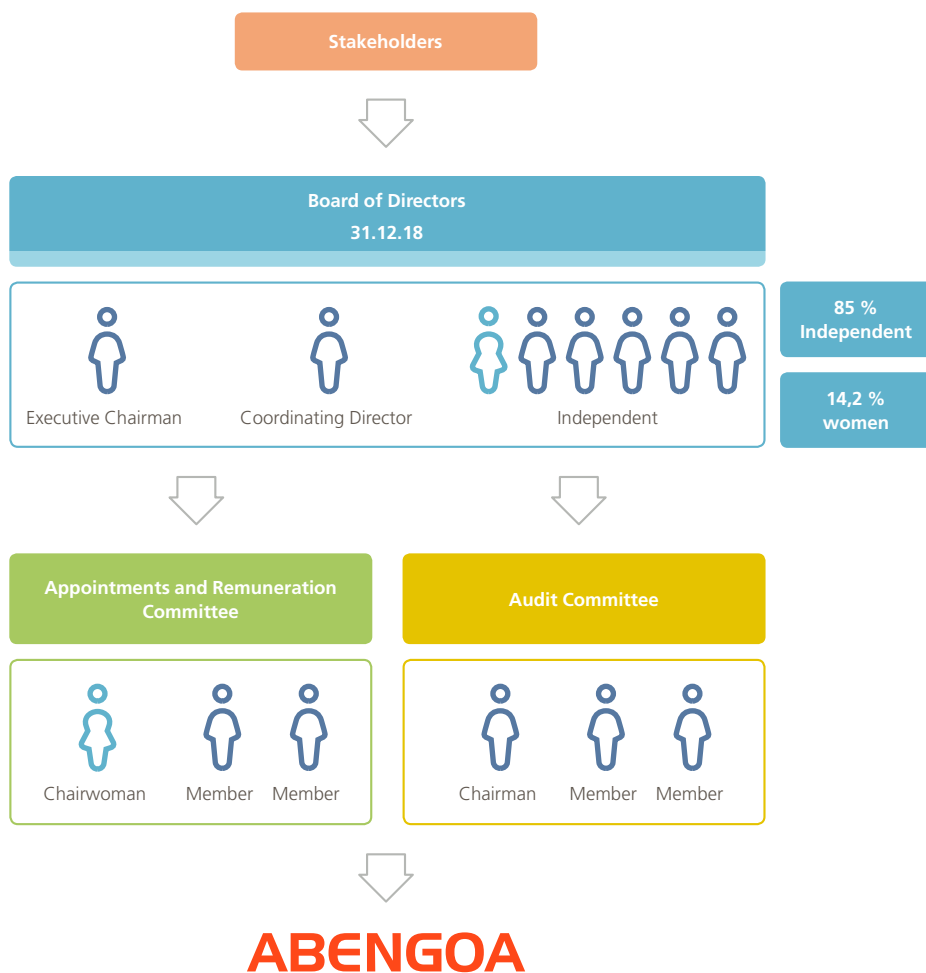 Stakeholders
Board of Directors
31.12.18
Executive Chairman
Coordinating Director
Independent
85 %
Independent
14,2 %
women
Appointments and Remuneration
Committee
Audit Committee
Chairwoman
Member
Member
Chairman
Member
Member
ABENGOA